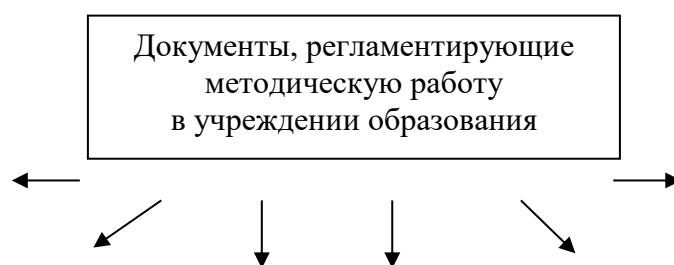 Документы, регламентирующие
методическую работу
в учреждении образования